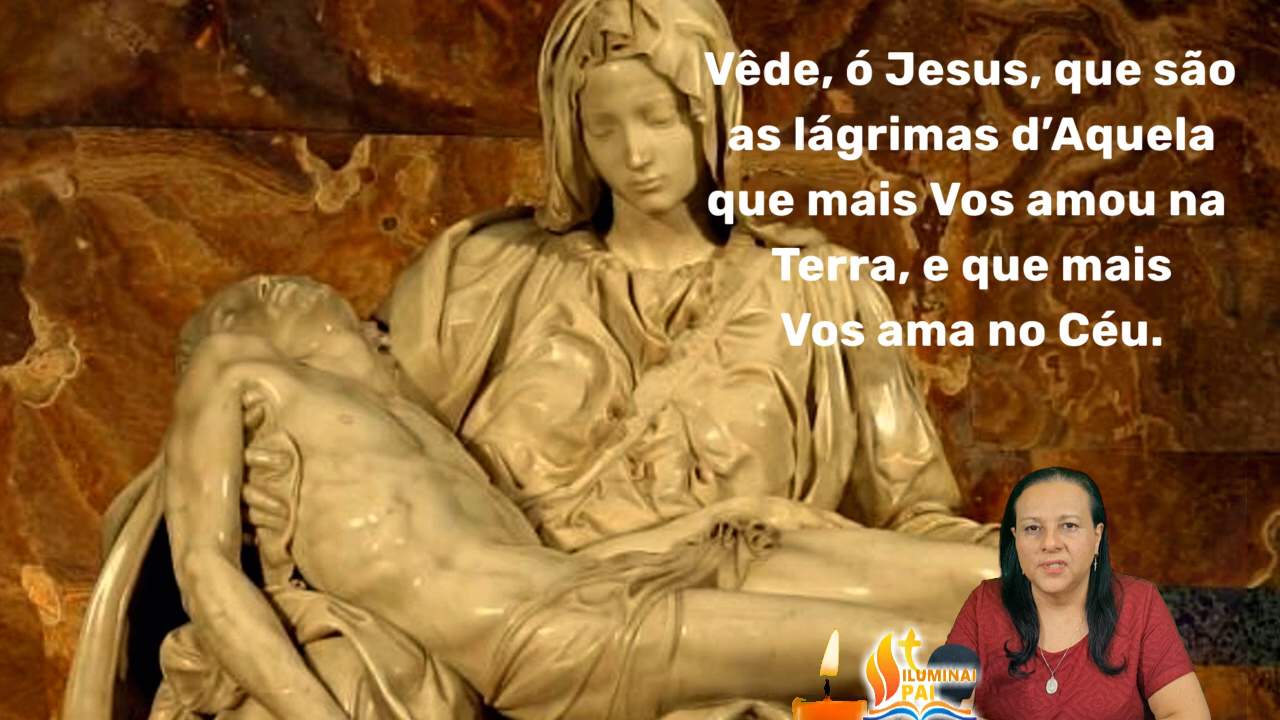 Vêde, ó Jesus, que são
as lágrimas d’Aquela
que mais Vos amou na
Terra, e que mais
Vos ama no Céu.
ILUMINAI
PAI